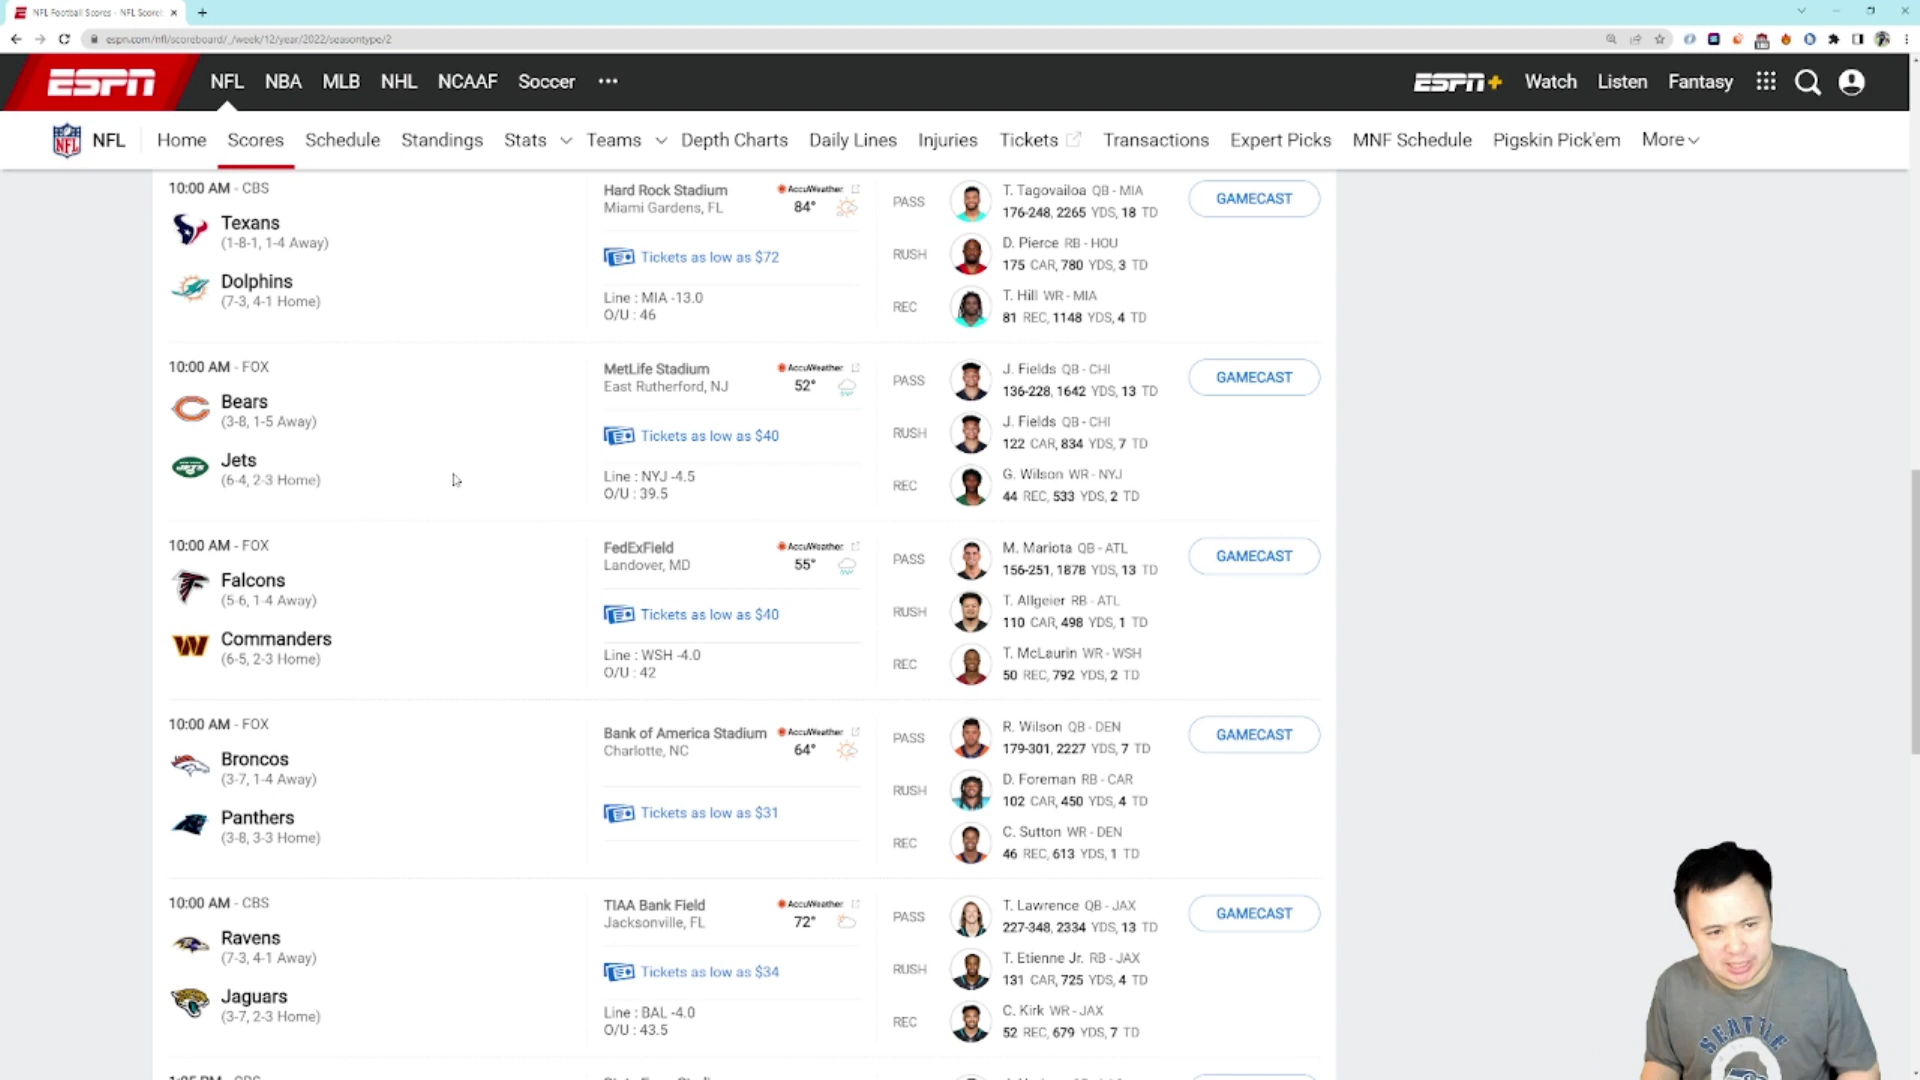 NFL Football Scores - NFL Score
espn.com/nfl/scoreboard/_/week/12/year/2022/seasontype/2
ESPN
NFL NBA MLB NHL NCAAF Soccer
ESPN+ Watch Listen Fantasy
NFL Home Scores Schedule Standings Stats Teams Depth Charts Daily Lines Injuries Tickets Transactions Expert Picks MNF Schedule Pigskin Pick'em More
10:00 AM - CBS
Texans
(1-8-1, 1-4 Away)
Dolphins
(7-3, 4-1 Home)
Hard Rock Stadium
Miami Gardens, FL
AccuWeather
84°
Tickets as low as $72
Line : MIA -13.0
O/U : 46
PASS
T. Tagovailoa QB - MIA
176-248, 2265 YDS, 18 TD
RUSH
D. Pierce RB - HOU
175 CAR, 780 YDS, 3 TD
REC
T. Hill WR - MIA
81 REC, 1148 YDS, 4 TD
GAMECAST
10:00 AM - FOX
Bears
(3-8, 1-5 Away)
Jets
(6-4, 2-3 Home)
MetLife Stadium
East Rutherford, NJ
AccuWeather
52°
Tickets as low as $40
Line : NYJ -4.5
O/U : 39.5
PASS
J. Fields QB - CHI
136-228, 1642 YDS, 13 TD
RUSH
J. Fields QB - CHI
122 CAR, 834 YDS, 7 TD
REC
G. Wilson WR - NYJ
44 REC, 533 YDS, 2 TD
GAMECAST
10:00 AM - FOX
Falcons
(5-6, 1-4 Away)
Commanders
(6-5, 2-3 Home)
FedExField
Landover, MD
AccuWeather
55°
Tickets as low as $40
Line : WSH -4.0
O/U : 42
PASS
M. Mariota QB - ATL
156-251, 1878 YDS, 13 TD
RUSH
T. Allgeier RB - ATL
110 CAR, 498 YDS, 1 TD
REC
T. McLaurin WR - WSH
50 REC, 792 YDS, 2 TD
GAMECAST
10:00 AM - FOX
Broncos
(3-7, 1-4 Away)
Panthers
(3-8, 3-3 Home)
Bank of America Stadium
Charlotte, NC
AccuWeather
64°
Tickets as low as $31
PASS
R. Wilson QB - DEN
179-301, 2227 YDS, 7 TD
RUSH
D. Foreman RB - CAR
102 CAR, 450 YDS, 4 TD
REC
C. Sutton WR - DEN
46 REC, 613 YDS, 1 TD
GAMECAST
10:00 AM - CBS
Ravens
(7-3, 4-1 Away)
Jaguars
(3-7, 2-3 Home)
TIAA Bank Field
Jacksonville, FL
AccuWeather
72°
Tickets as low as $34
Line : BAL -4.0
O/U : 43.5
PASS
T. Lawrence QB - JAX
227-348, 2334 YDS, 13 TD
RUSH
T. Etienne Jr. RB - JAX
131 CAR, 725 YDS, 4 TD
REC
C. Kirk WR - JAX
52 REC, 679 YDS, 7 TD
GAMECAST
SEATTLE